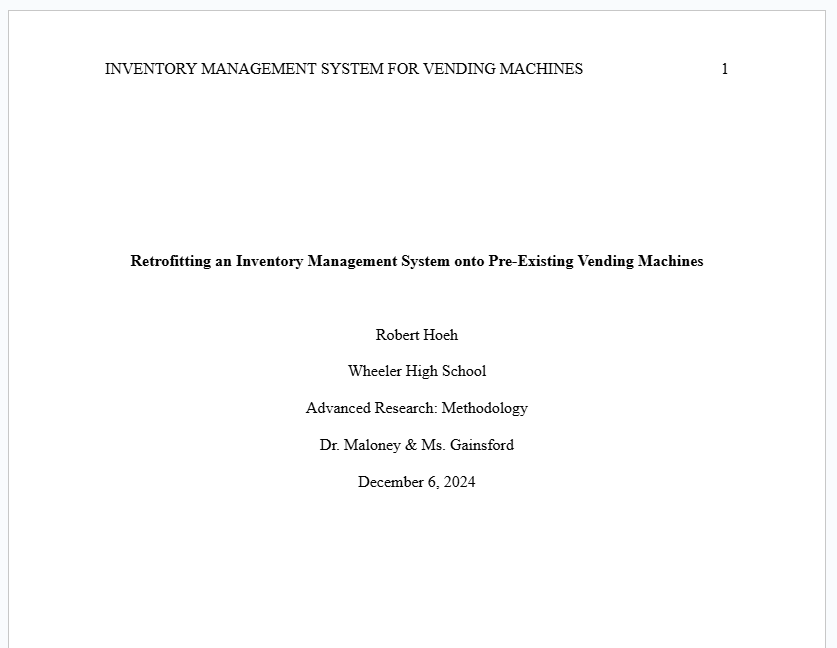 INVENTORY MANAGEMENT SYSTEM FOR VENDING MACHINES 1
Retrofitting an Inventory Management System onto Pre-Existing Vending Machines
Robert Hoeh
Wheeler High School
Advanced Research: Methodology
Dr. Maloney & Ms. Gainsford
December 6, 2024